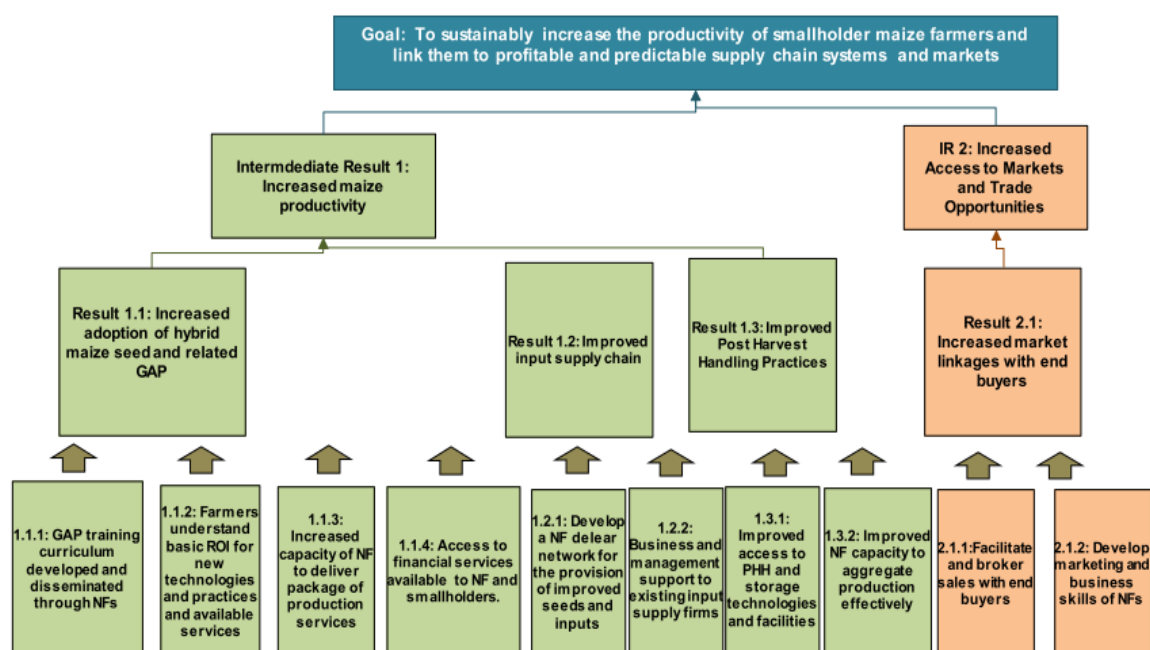 Goal: To sustainably increase the productivity of smallholder maize farmers and
link them to profitable and predictable supply chain systems and markets
Intermdediate Result 1:
Increased maize
productivity
IR 2: Increased
Access to Markets
and Trade
Opportunities
Result 1.1: Increased
adoption of hybrid
maize seed and related
GAP
Result 1.2: Improved
input supply chain
Result 1.3: Improved
Post Harvest
Handling Practices
Result 2.1:
Increased market
linkages with end
buyers
1.1.1: GAP training
curriculum
developed and
disseminated
through NFs
1.1.2: Farmers
understand
basic ROI for
new
technologies
and practices
and available
services
1.1.3:
Increased
capacity of NF
to deliver
package of
production
services
1.1.4: Access to
financial services
available to NF and
smallholders.
1.2.1: Develop
a NF delear
network for
the provision
of improved
seeds and
inputs
1.2.2:
Business and
management
support to
existing input
supply firms
1.3.1:
Improved
access to
PHH and
storage
technologies
and facilities
1.3.2: Improved
NF capacity to
aggregate
production
effectively
2.1.1:Facilitate
and broker
sales with end
buyers
2.1.2: Develop
marketing and
business
skills of NFs